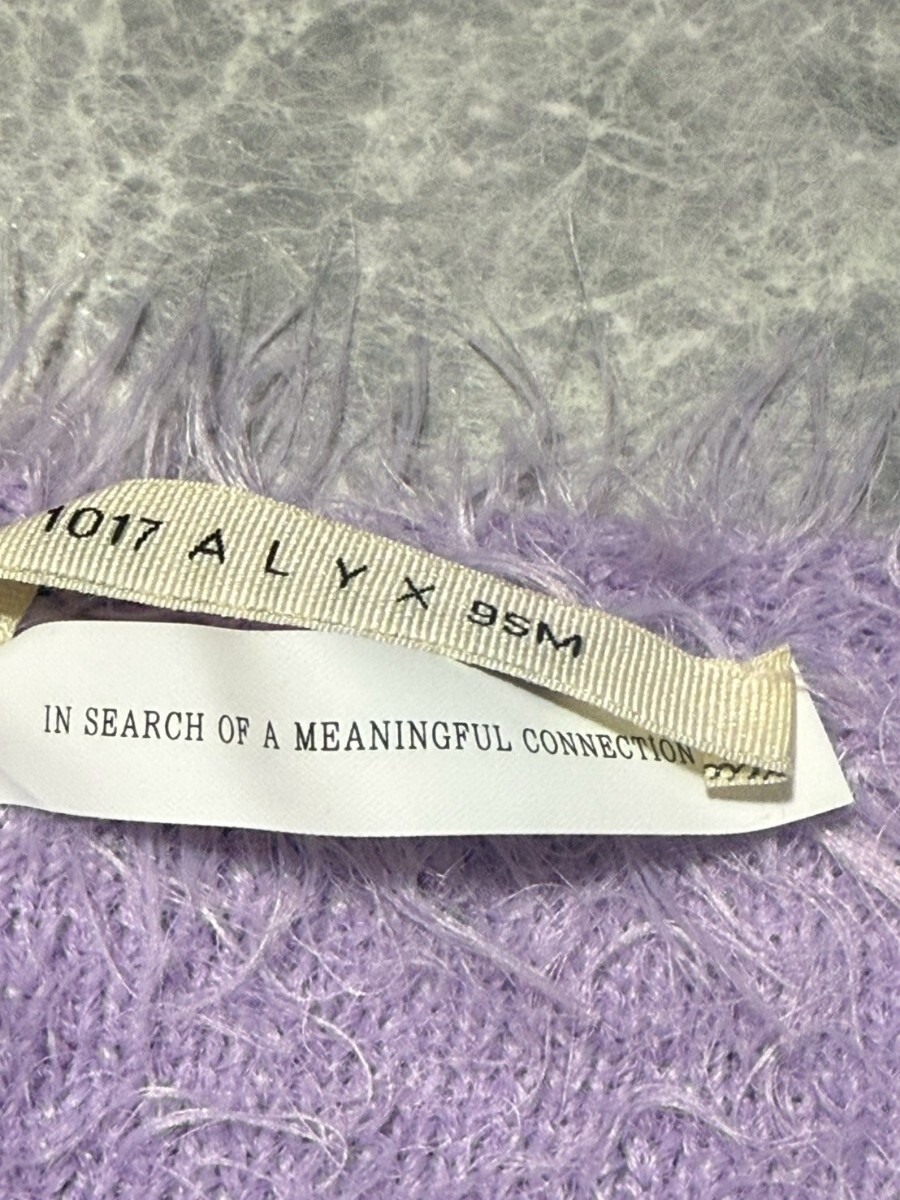 1017 ALYX 9SM
IN SEARCH OF A MEANINGFUL CONNECTION